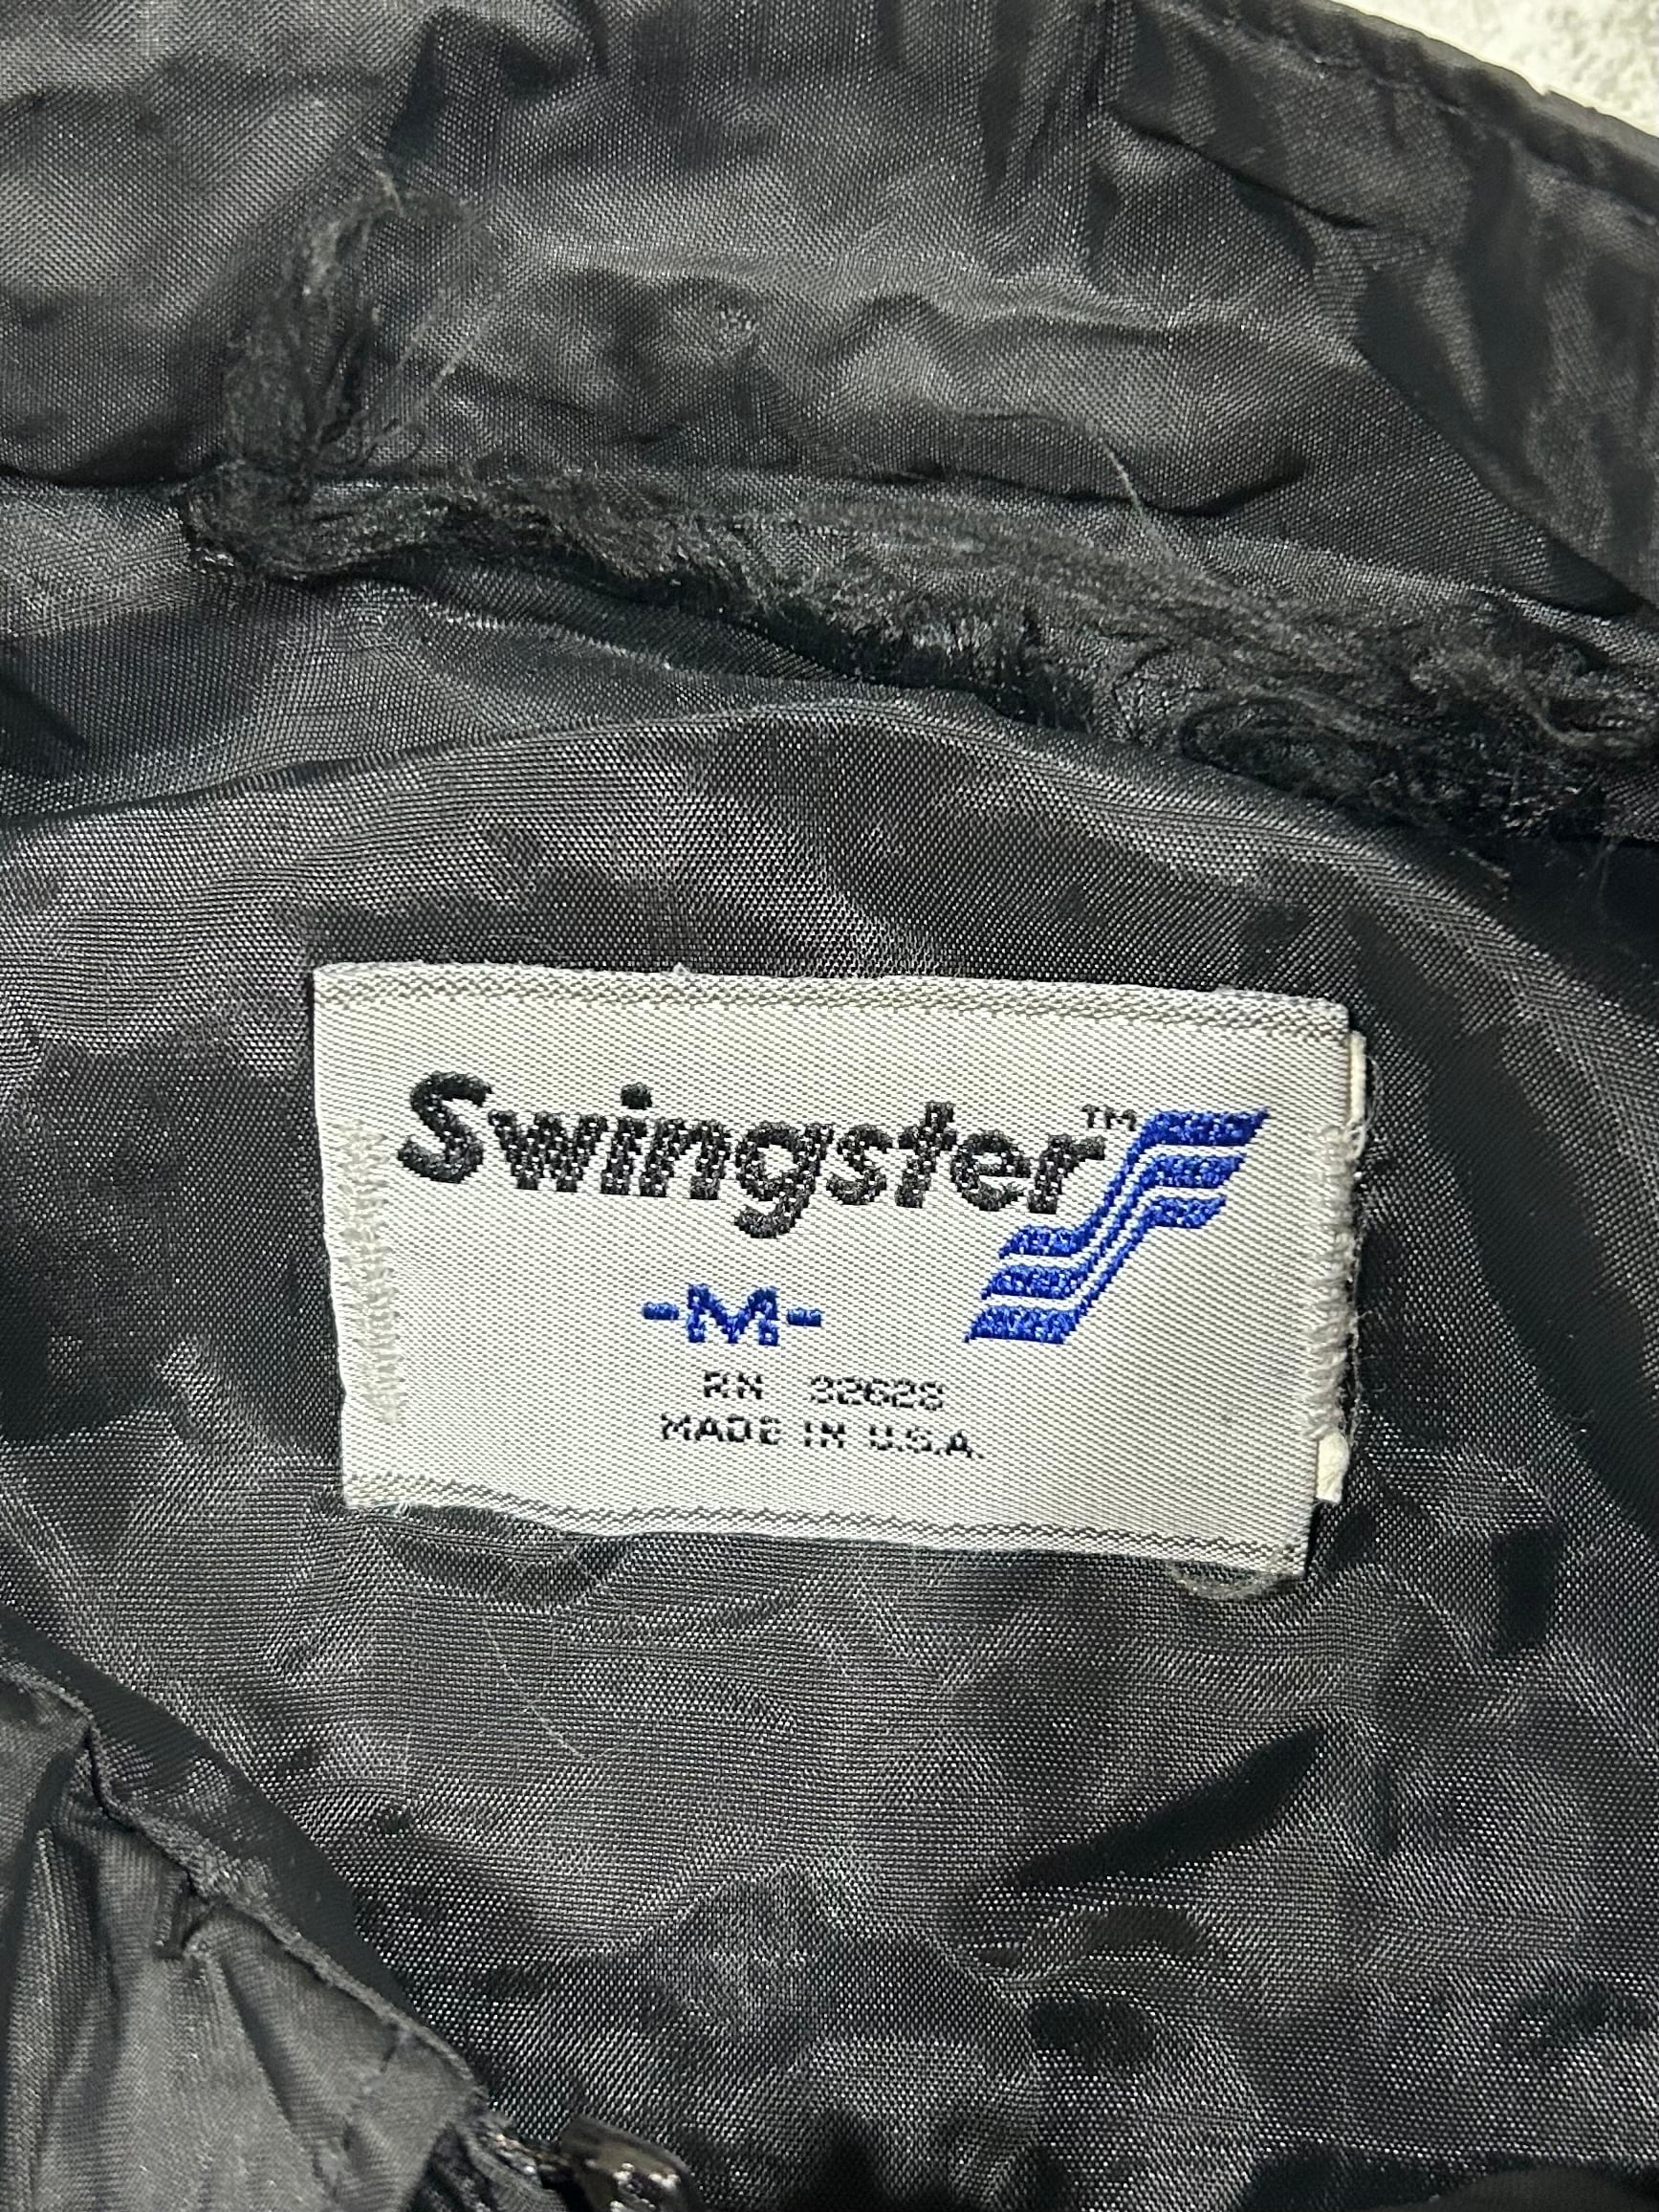 Swingster™
-M-
RN 32628
MADE IN U.S.A.